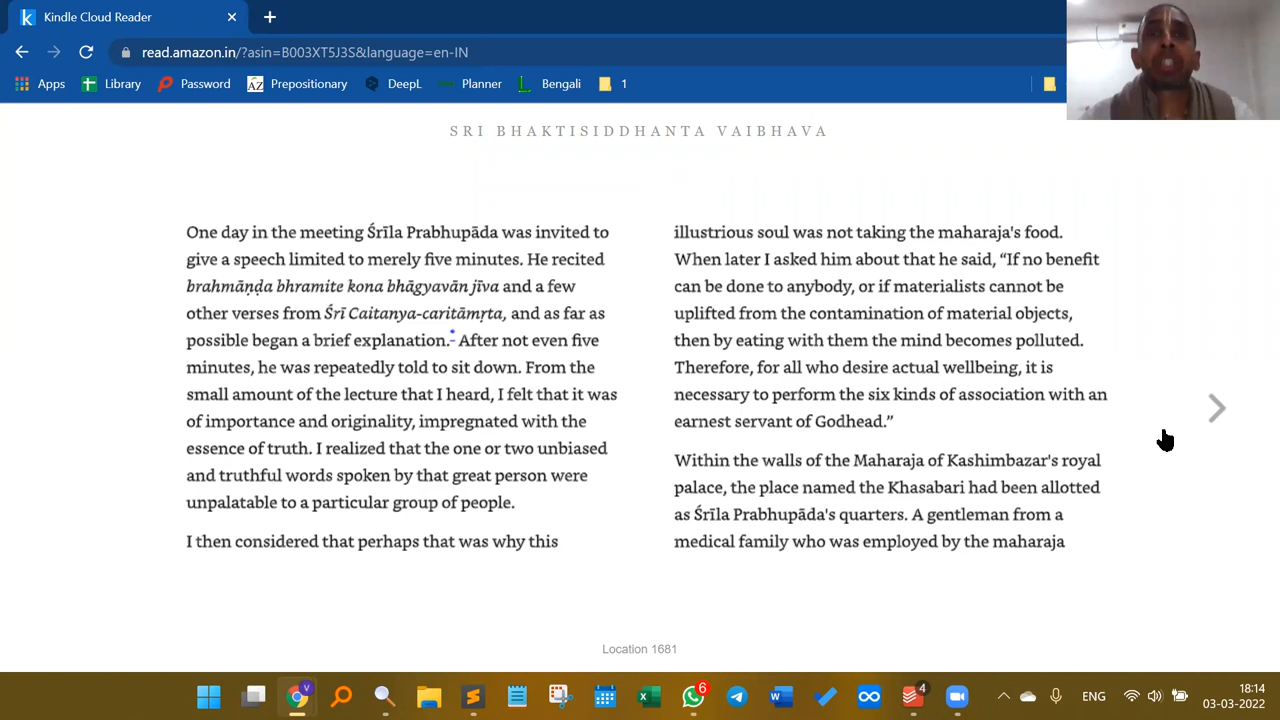 Kindle Cloud Reader
read.amazon.in/?asin=B003XT5J3S&language=en-IN
Apps Library Password AZ Prepositionary DeepL Planner Bengali 1
SRI BHAKTISIDDHANTA VAIBHAVA
One day in the meeting Śrīla Prabhupāda was invited to
give a speech limited to merely five minutes. He recited
brahmāṇḍa bhramite kona bhāgyavān jīva and a few
other verses from Śrī Caitanya-caritāmṛta, and as far as
possible began a brief explanation.* After not even five
minutes, he was repeatedly told to sit down. From the
small amount of the lecture that I heard, I felt that it was
of importance and originality, impregnated with the
essence of truth. I realized that the one or two unbiased
and truthful words spoken by that great person were
unpalatable to a particular group of people.
I then considered that perhaps that was why this
illustrious soul was not taking the maharaja's food.
When later I asked him about that he said, “If no benefit
can be done to anybody, or if materialists cannot be
uplifted from the contamination of material objects,
then by eating with them the mind becomes polluted.
Therefore, for all who desire actual wellbeing, it is
necessary to perform the six kinds of association with an
earnest servant of Godhead.”
Within the walls of the Maharaja of Kashimbazar's royal
palace, the place named the Khasabari had been allotted
as Śrīla Prabhupāda's quarters. A gentleman from a
medical family who was employed by the maharaja
Location 1681
6 4 ENG 18:14
03-03-2022